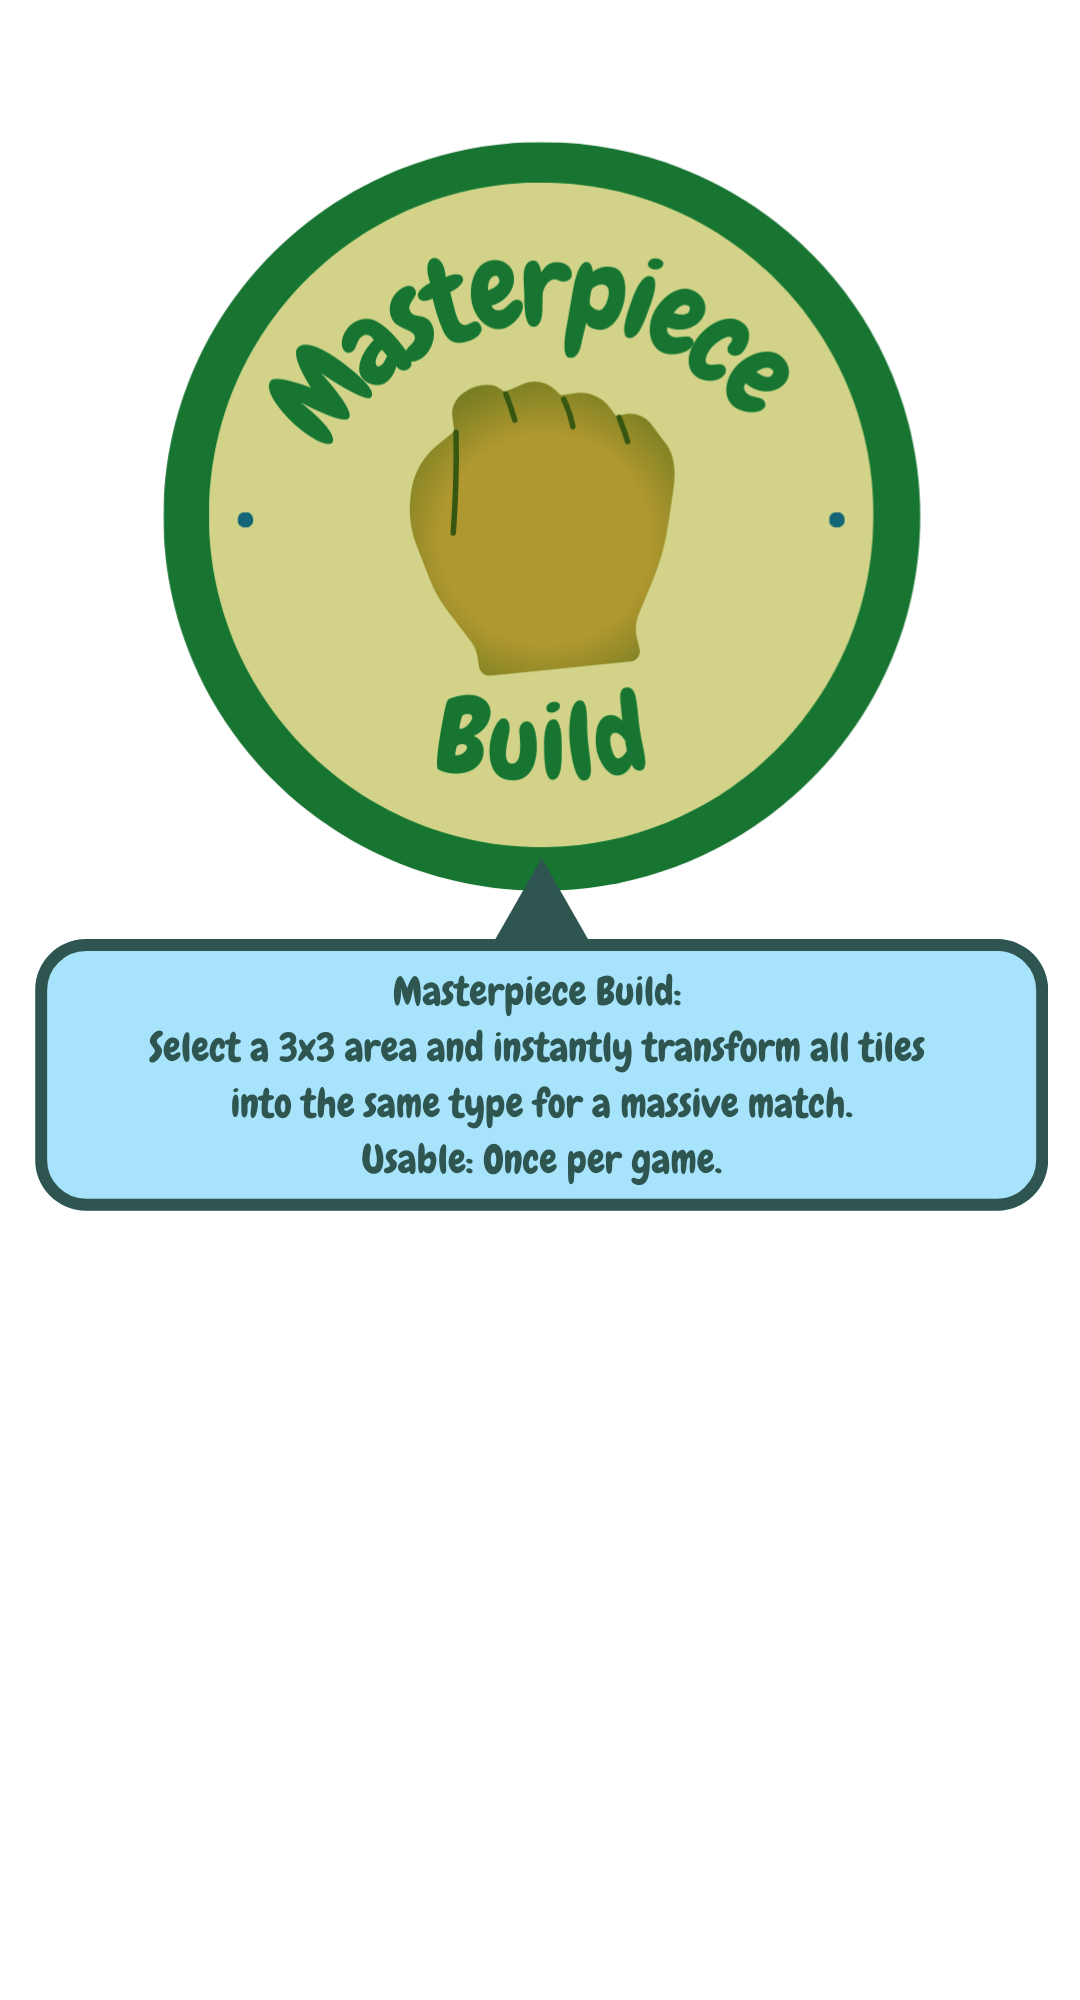 Masterpiece
Build
Masterpiece Build:
Select a 3x3 area and instantly transform all tiles
into the same type for a massive match.
Usable: Once per game.